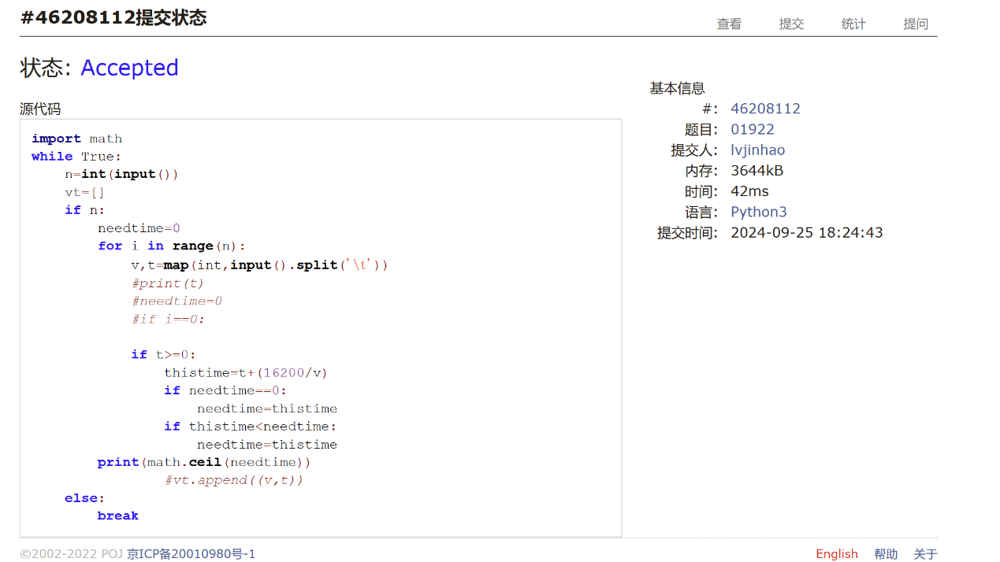 #46208112提交状态
查看 提交 统计 提问
状态: Accepted
源代码
import math
while True:
    n=int(input())
    vt=[]
    if n:
        needtime=0
        for i in range(n):
            v,t=map(int,input().split('\t'))
            #print(t)
            #needtime=0
            #if i==0:
            if t>=0:
                thistime=t+(16200/v)
                if needtime==0:
                    needtime=thistime
                if thistime<needtime:
                    needtime=thistime
        print(math.ceil(needtime))
                #vt.append((v,t))
    else:
        break
基本信息
#: 46208112
题目: 01922
提交人: lvjinhao
内存: 3644kB
时间: 42ms
语言: Python3
提交时间: 2024-09-25 18:24:43
©2002-2022 POJ 京ICP备20010980号-1
English 帮助 关于